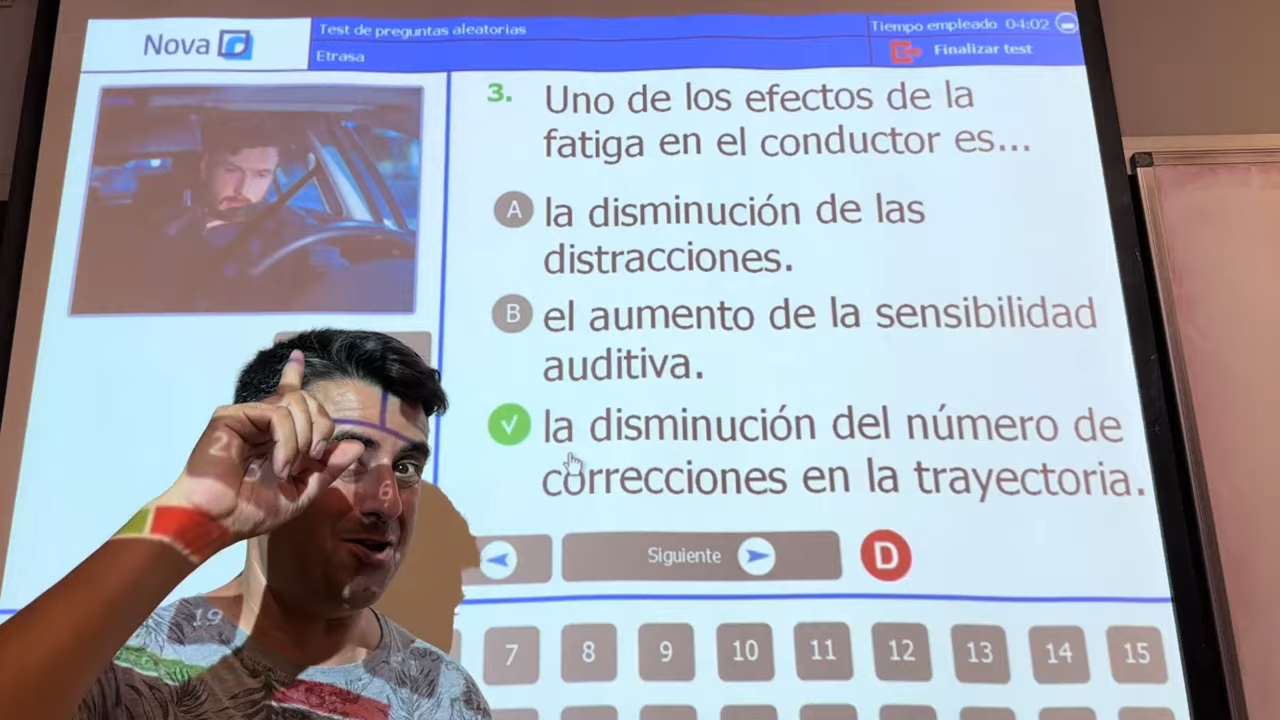 Nova
Test de preguntas aleatorias
Etrasa
Tiempo empleado 04:02
Finalizar test
3. Uno de los efectos de la
fatiga en el conductor es...
A la disminución de las
distracciones.
B el aumento de la sensibilidad
auditiva.
la disminución del número de
correcciones en la trayectoria.
Siguiente
D
7 8 9 10 11 12 13 14 15
19